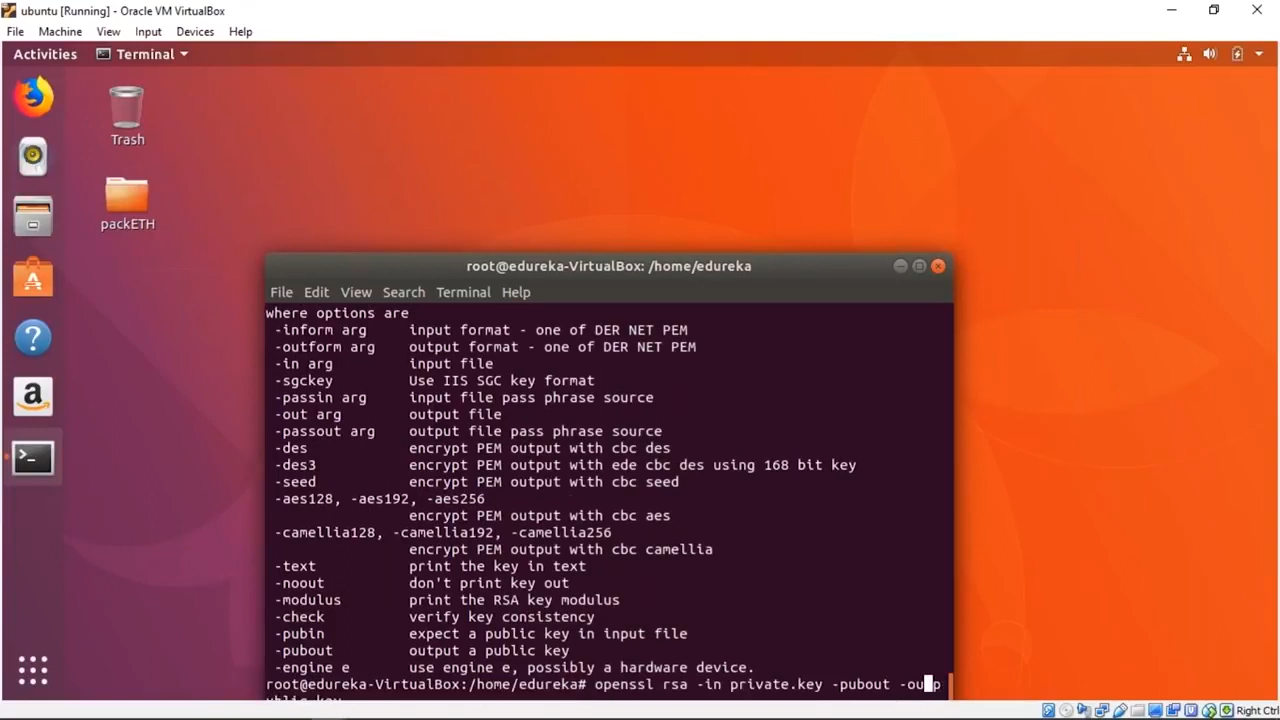 ubuntu [Running] - Oracle VM VirtualBox
File Machine View Input Devices Help
Activities Terminal
Trash
packETH
root@edureka-VirtualBox: /home/edureka
File Edit View Search Terminal Help
where options are
-inform arg input format - one of DER NET PEM
-outform arg output format - one of DER NET PEM
-in arg input file
-sgckey Use IIS SGC key format
-passin arg input file pass phrase source
-out arg output file
-passout arg output file pass phrase source
-des encrypt PEM output with cbc des
-des3 encrypt PEM output with ede cbc des using 168 bit key
-seed encrypt PEM output with cbc seed
-aes128, -aes192, -aes256
encrypt PEM output with cbc aes
-camellia128, -camellia192, -camellia256
encrypt PEM output with cbc camellia
-text print the key in text
-noout don't print key out
-modulus print the RSA key modulus
-check verify key consistency
-pubin expect a public key in input file
-pubout output a public key
-engine e use engine e, possibly a hardware device.
root@edureka-VirtualBox:/home/edureka# openssl rsa -in private.key -pubout -ou p
Right Ctrl